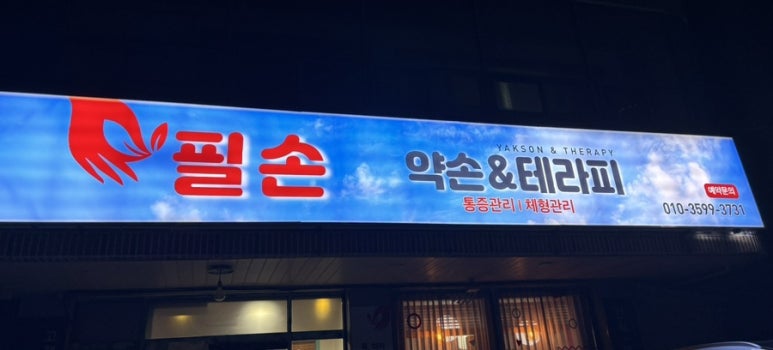 필손
YAKSON & THERAPY
약손&테라피
통증관리 | 체형관리
예약문의
010-3599-3731